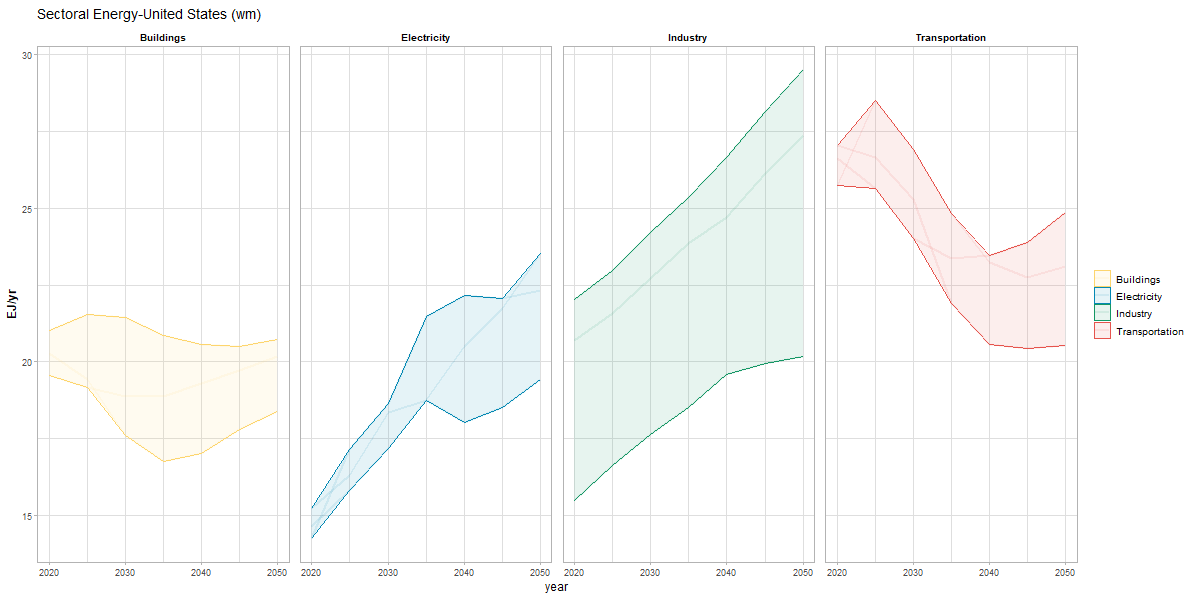 Sectoral Energy-United States (wm)
Buildings
Electricity
Industry
Transportation
EJ/yr
30
25
20
15
2020 2030 2040 2050
2020 2030 2040 2050
2020 2030 2040 2050
2020 2030 2040 2050
year
Buildings
Electricity
Industry
Transportation